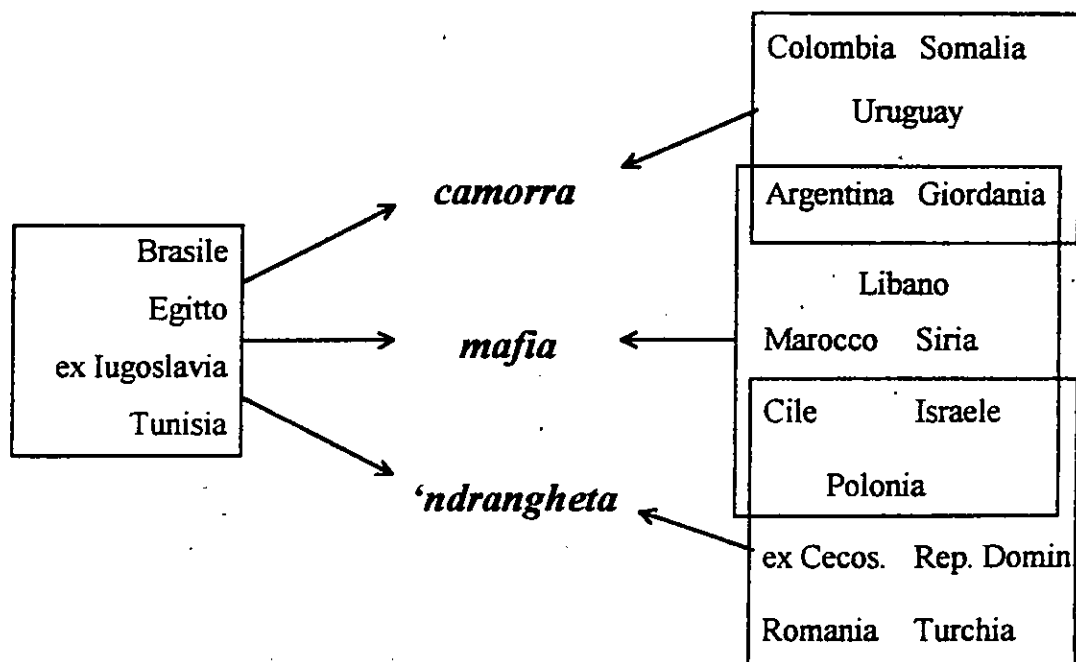 Brasile
Egitto
ex Iugoslavia
Tunisia
camorra
mafia
‘ndrangheta
Colombia Somalia
Uruguay
Argentina Giordania
Libano
Marocco Siria
Cile Israele
Polonia
ex Cecos. Rep. Domin.
Romania Turchia